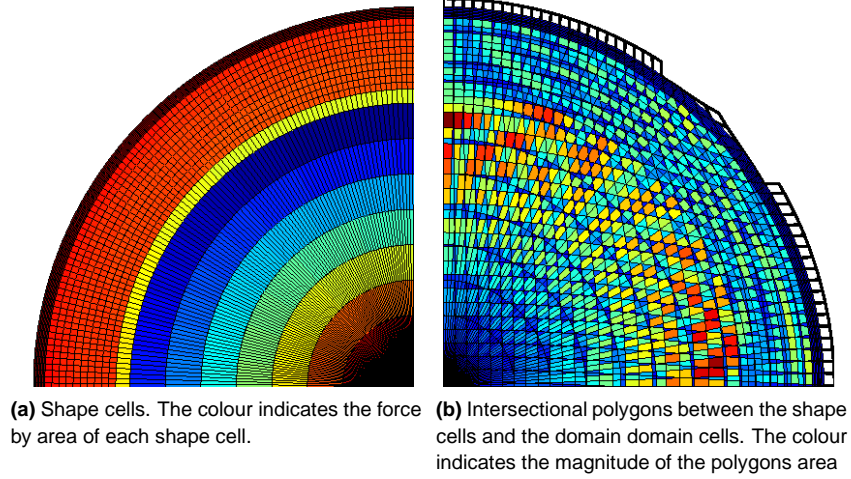 (a) Shape cells. The colour indicates the force
by area of each shape cell.
(b) Intersectional polygons between the shape
cells and the domain domain cells. The colour
indicates the magnitude of the polygons area